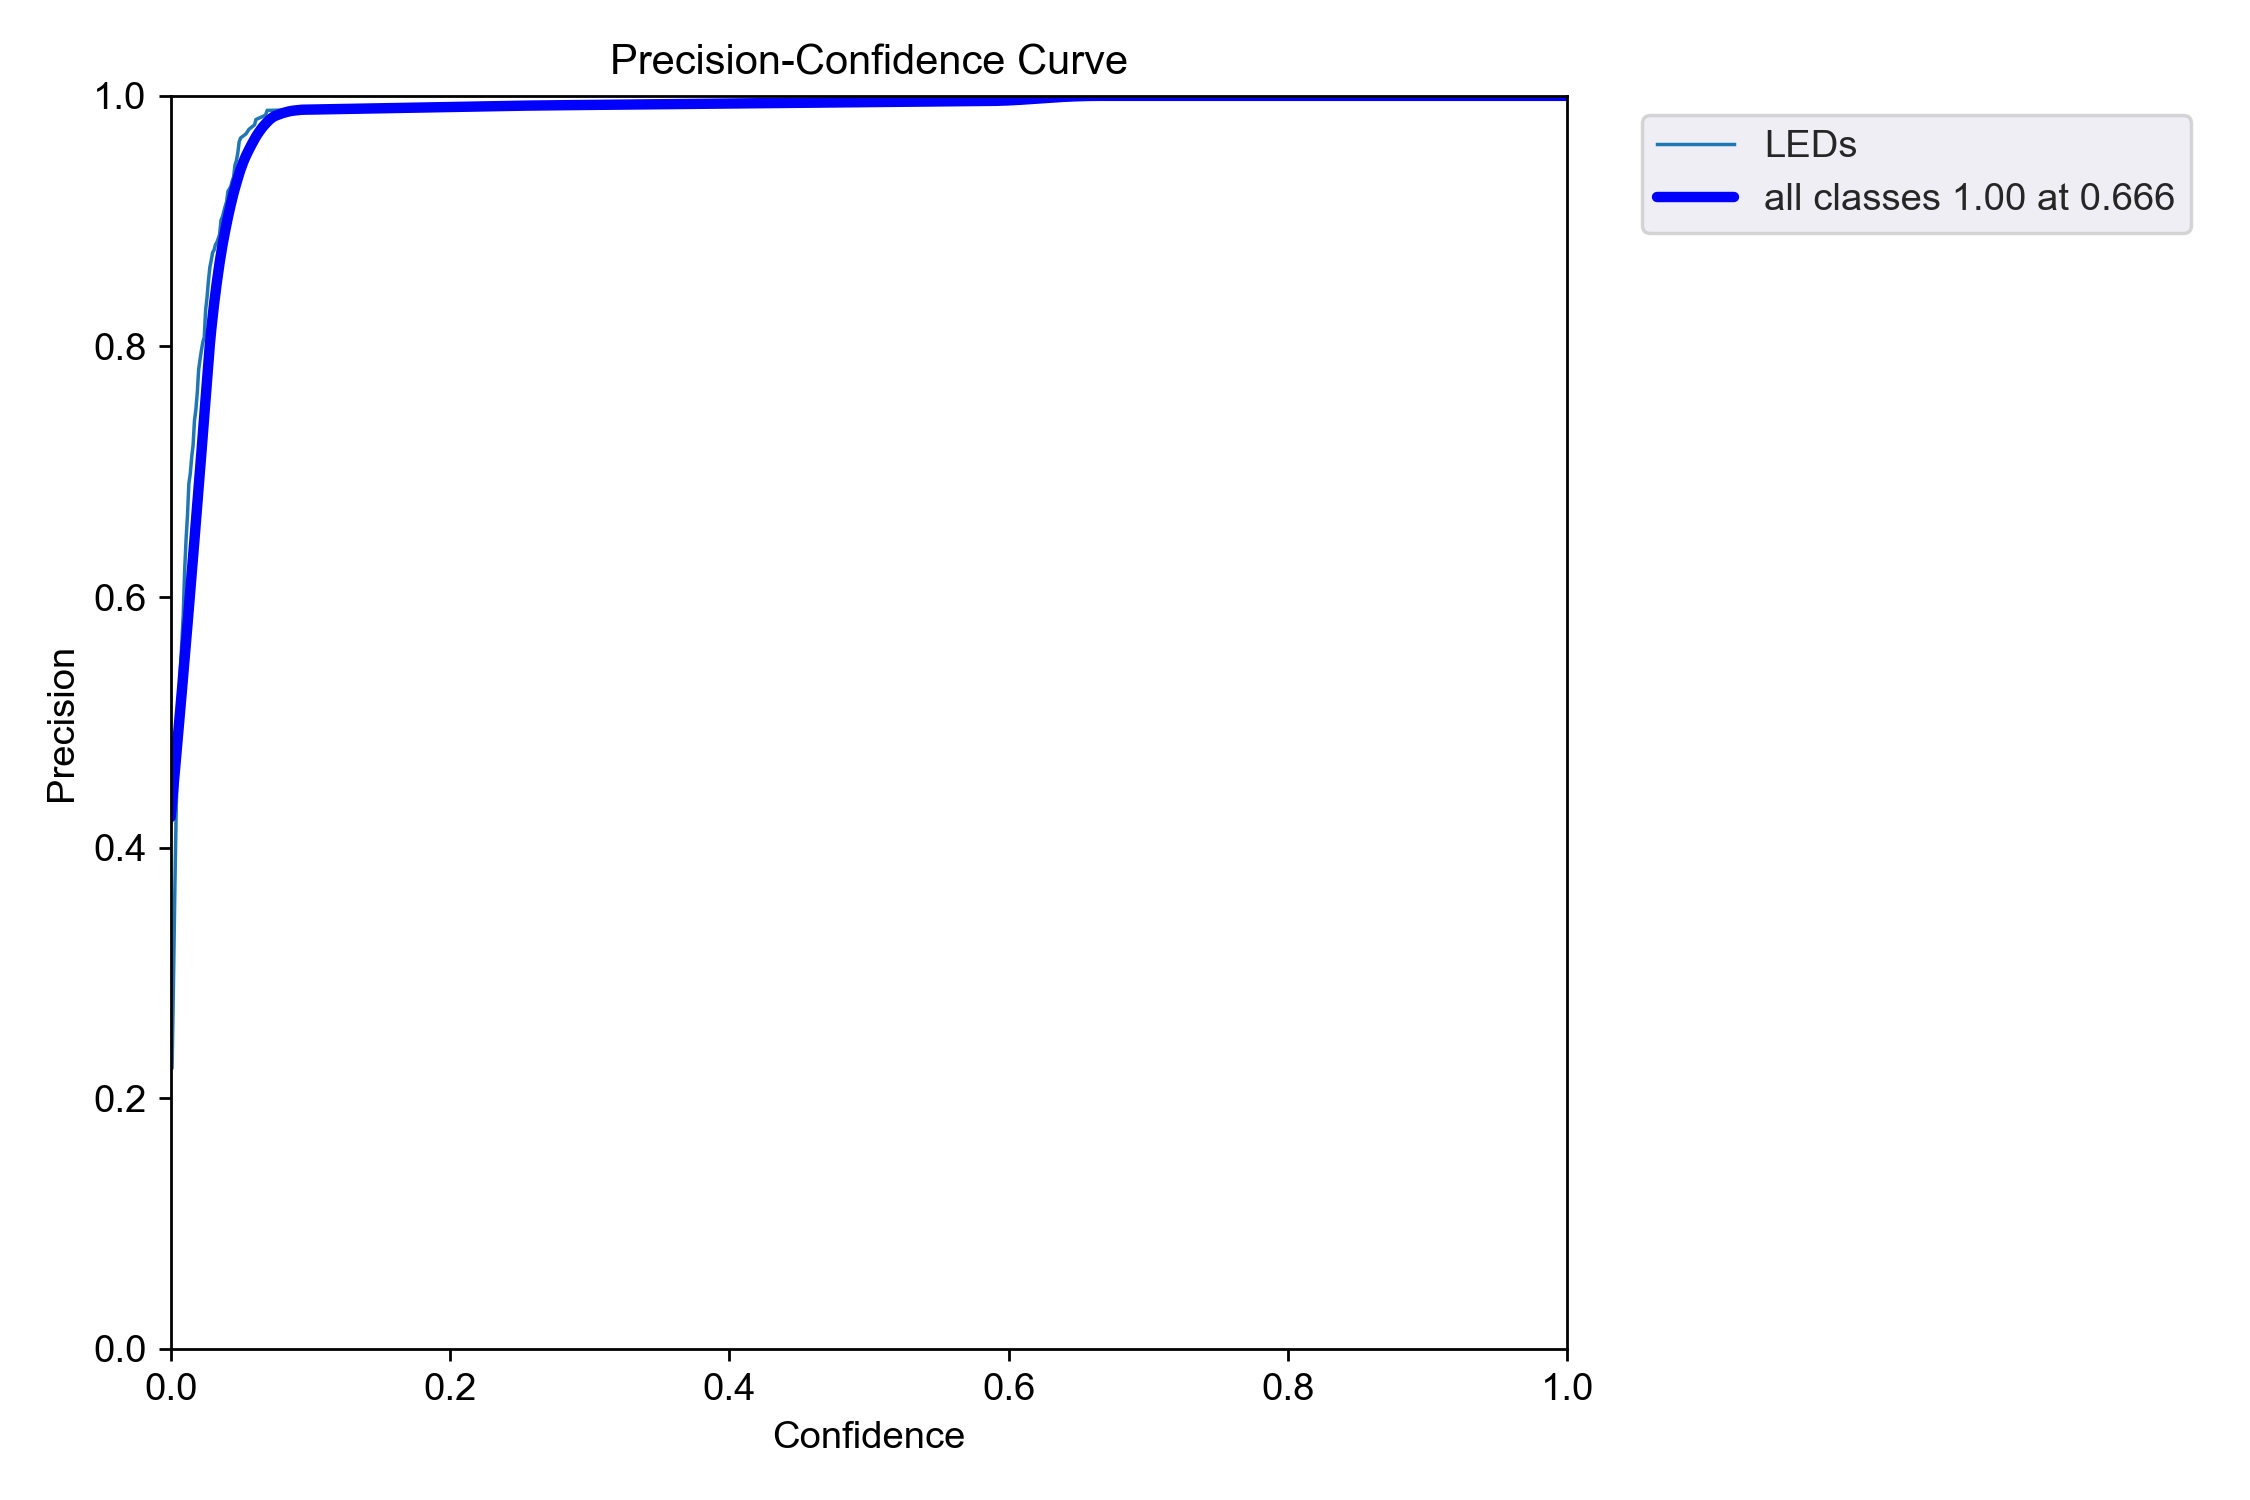 Precision-Confidence Curve
1.0
0.8
0.6
0.4
0.2
0.0
Precision
0.0 0.2 0.4 0.6 0.8 1.0
Confidence
LEDs
all classes 1.00 at 0.666